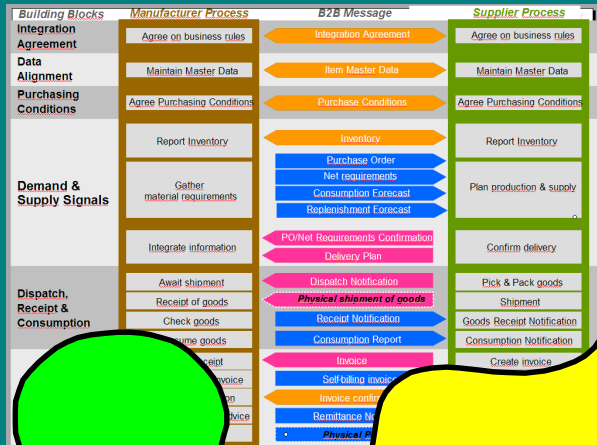 Building Blocks Manufacturer Process B2B Message Supplier Process
Integration
Agreement
Agree on business rules Integration Agreement Agree on business rules
Data
Alignment
Maintain Master Data Item Master Data Maintain Master Data
Purchasing
Conditions
Agree Purchasing Conditions Purchase Conditions Agree Purchasing Conditions
Demand &
Supply Signals
Report Inventory Inventory Report Inventory
Gather
material requirements
Purchase Order
Net requirements
Consumption Forecast
Replenishment Forecast
Plan production & supply
Integrate information
PO/Net Requirements Confirmation
Delivery Plan
Confirm delivery
Dispatch,
Receipt &
Consumption
Await shipment Dispatch Notification Pick & Pack goods
Receipt of goods Physical shipment of goods Shipment
Check goods Receipt Notification Goods Receipt Notification
goods Consumption Report Consumption Notification
Invoice Create invoice
Self-billing
Invoice
Remittance
Physical